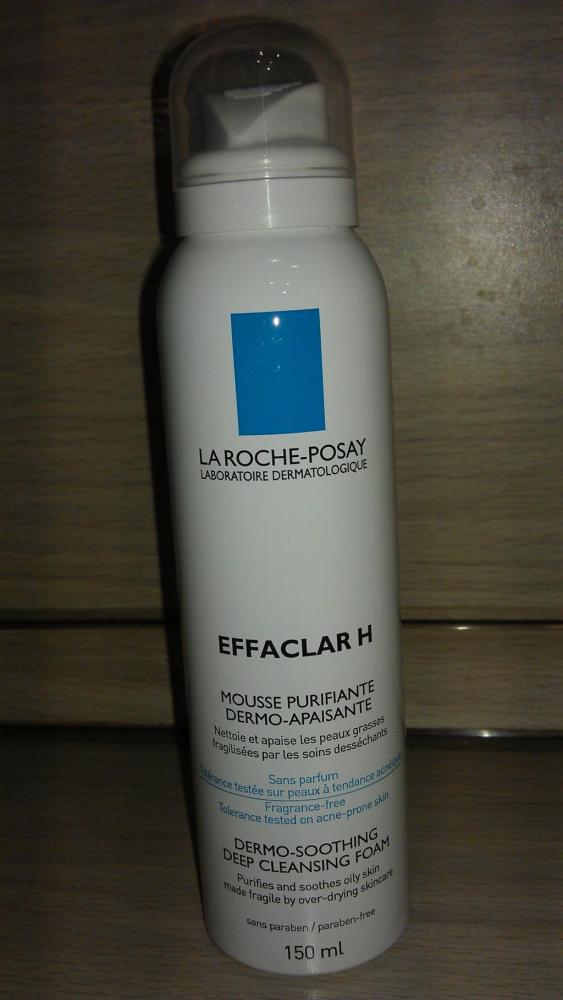 LA ROCHE-POSAY
LABORATOIRE DERMATOLOGIQUE
EFFACLAR H
MOUSSE PURIFIANTE
DERMO-APAISANTE
Nettoie et apaise les peaux grasses
fragilisées par les soins desséchants
Sans parfum
Tolérance testée sur peaux à tendance acnéique
Fragrance-free
Tolerance tested on acne-prone skin
DERMO-SOOTHING
DEEP CLEANSING FOAM
Purifies and soothes oily skin
made fragile by over-drying skincare
sans paraben / paraben-free
150 ml